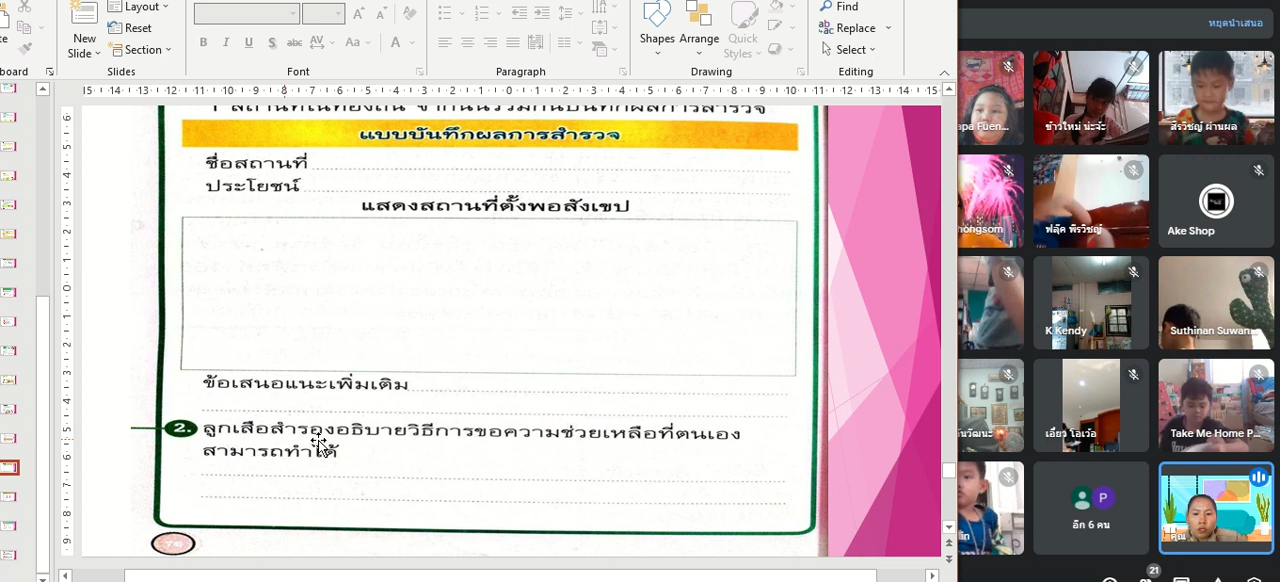 Layout
Find
หยุดนำเสนอ
New
Slide
Reset
Section
Shapes
Arrange
Quick
Styles
Replace
Select
B I U S abc AV Aa A
Slides
Font
Paragraph
Drawing
Editing
แบบบันทึกผลการสำรวจ
ชื่อสถานที่
ประโยชน์
แสดงสถานที่ตั้งพอสังเขป
ข้อเสนอแนะเพิ่มเติม
2. ลูกเสือสำรองอธิบายวิธีการขอความช่วยเหลือที่ตนเอง
สามารถทำได้
ข้าวใหม่ น่ะจ้ะ
สิรวิชญ์ ผ่านผล
ฟลุ๊ค พีรวิชญ์
Ake Shop
K Kendy
Suthinan Suwan...
เอี๋ยว โอเว่อ
Take Me Home P...
P
อีก 6 คน
คุณ
21